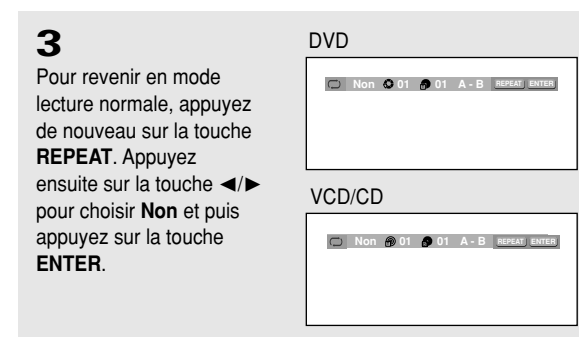 3
Pour revenir en mode
lecture normale, appuyez
de nouveau sur la touche
REPEAT. Appuyez
ensuite sur la touche ◄/►
pour choisir Non et puis
appuyez sur la touche
ENTER.
DVD
Non 01 01 A - B REPEAT ENTER
VCD/CD
Non 01 01 A - B REPEAT ENTER